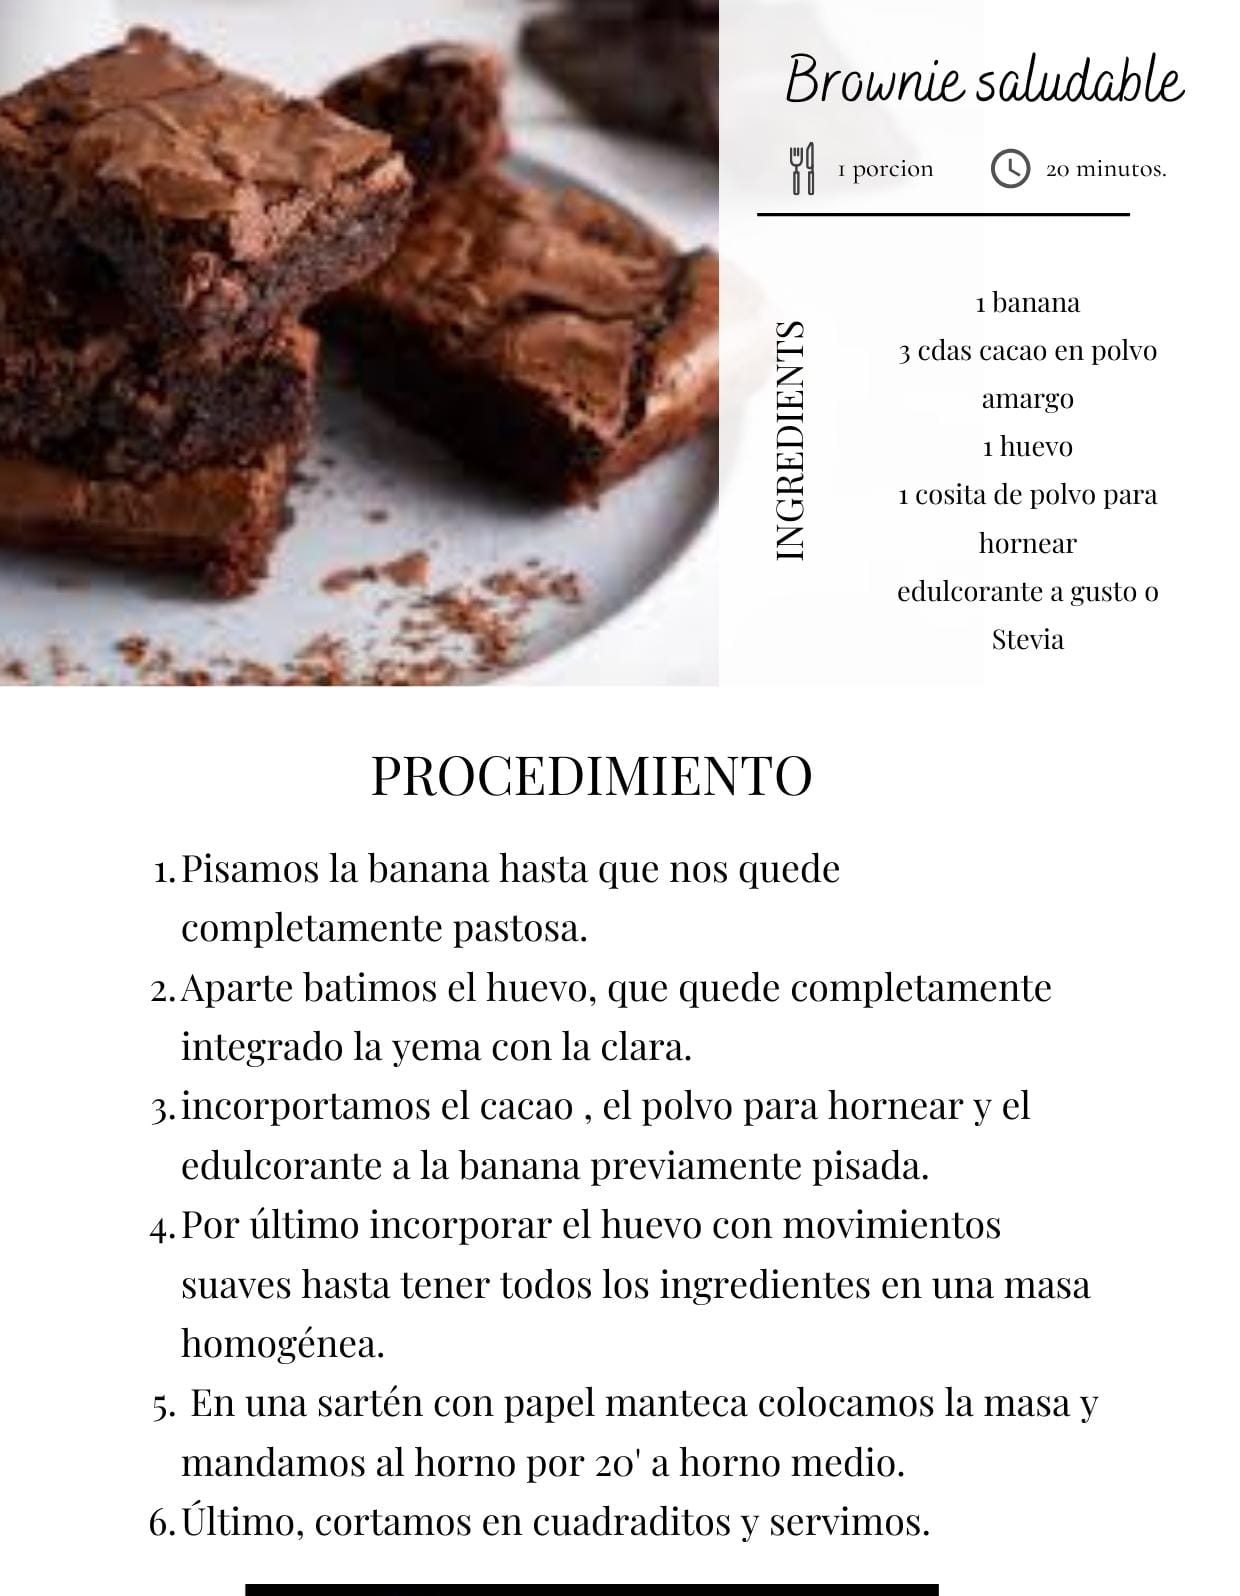 Brownie saludable
1 porcion
20 minutos.
INGREDIENTS
1 banana
3 cdas cacao en polvo
amargo
1 huevo
1 cosita de polvo para
hornear
edulcorante a gusto o
Stevia
PROCEDIMIENTO
1. Pisamos la banana hasta que nos quede
completamente pastosa.
2. Aparte batimos el huevo, que quede completamente
integrado la yema con la clara.
3. incorportamos el cacao , el polvo para hornear y el
edulcorante a la banana previamente pisada.
4. Por último incorporar el huevo con movimientos
suaves hasta tener todos los ingredientes en una masa
homogénea.
5. En una sartén con papel manteca colocamos la masa y
mandamos al horno por 20' a horno medio.
6. Último, cortamos en cuadraditos y servimos.